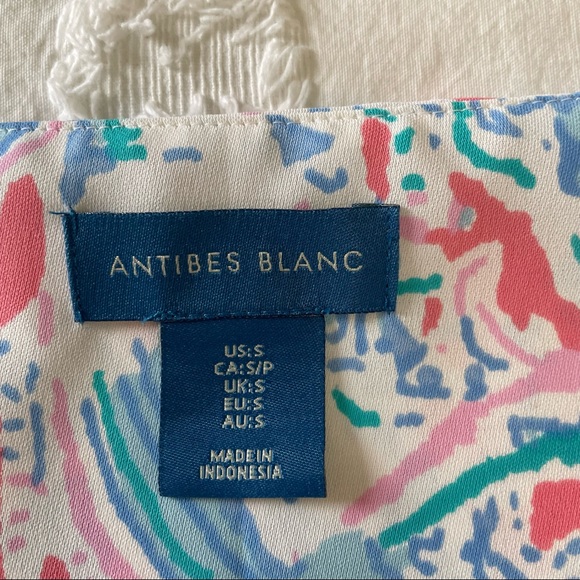 ANTIBES BLANC
US:S
CA:S/P
UK:S
EU:S
AU:S
MADE IN
INDONESIA